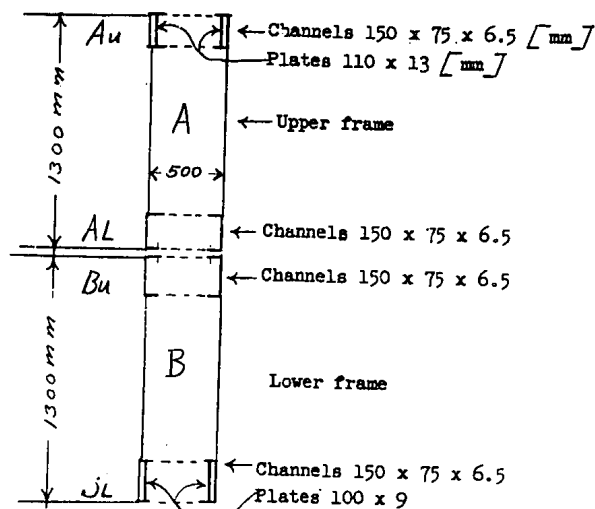 Au
Channels 150 x 75 x 6.5 [mm]
Plates 110 x 13 [mm]
A
Upper frame
1300 mm
500
AL
Channels 150 x 75 x 6.5
Bu
Channels 150 x 75 x 6.5
B
Lower frame
1300 mm
Channels 150 x 75 x 6.5
jL
Plates 100 x 9